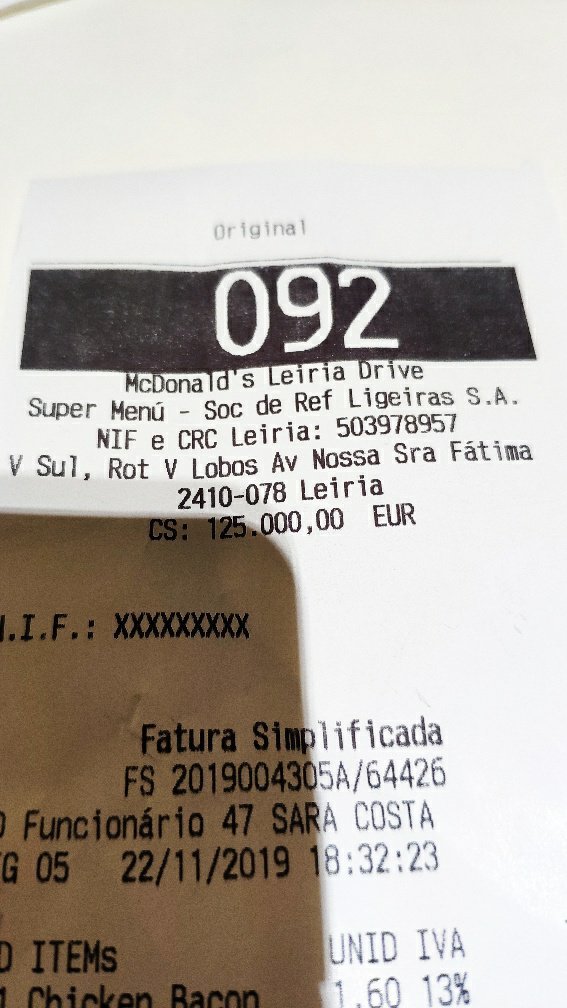 Original
092
McDonald's Leiria Drive
Super Menú - Soc de Ref Ligeiras S.A.
NIF e CRC Leiria: 503978957
V Sul, Rot V Lobos Av Nossa Sra Fátima
2410-078 Leiria
CS: 125.000,00 EUR
N.I.F.: XXXXXXXXX
Fatura Simplificada
FS 2019004305A/64426
Funcionário 47 SARA COSTA
05 22/11/2019 18:32:23
ITEMs UNID IVA
1 Chicken Bacon 1.60 13%